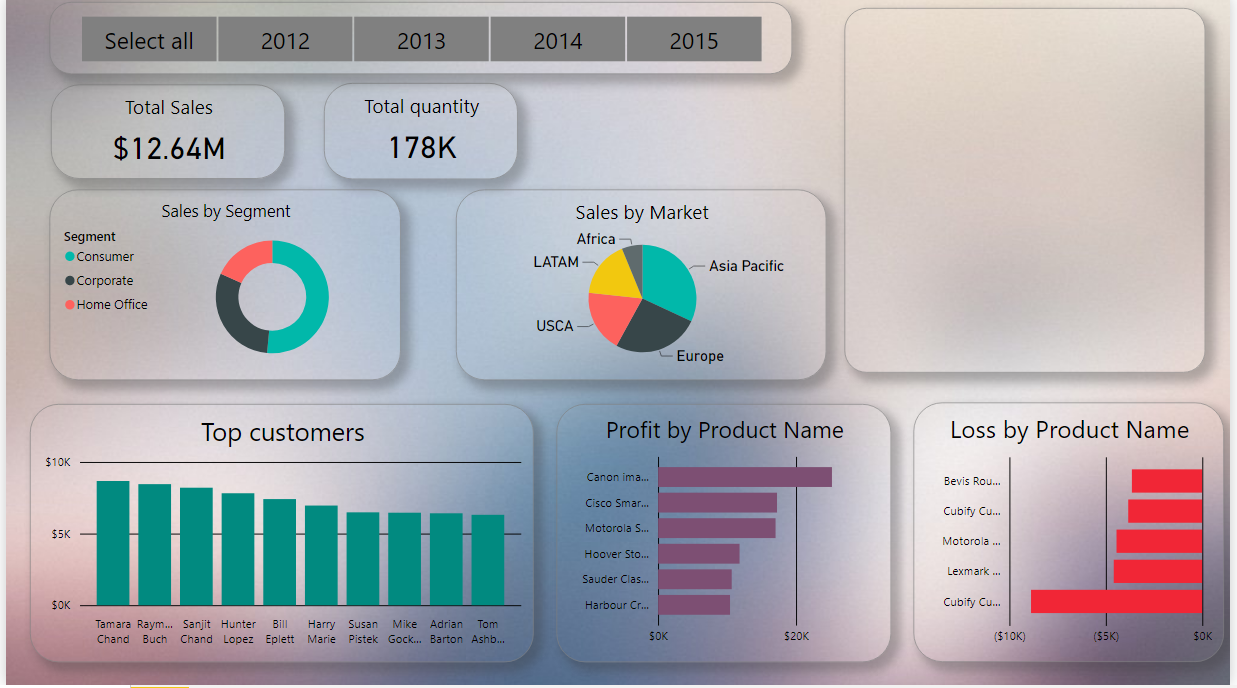 Select all 2012 2013 2014 2015
Total Sales
$12.64M
Total quantity
178K
Sales by Segment
Segment
Consumer
Corporate
Home Office
Sales by Market
Africa
LATAM
Asia Pacific
USCA
Europe
Top customers
$10K
$5K
$0K
Tamara Raym... Sanjit Hunter Bill Harry Susan Mike Adrian Tom
Chand Buch Chand Lopez Eplett Marie Pistek Gock... Barton Ashb...
Profit by Product Name
Canon ima...
Cisco Smar...
Motorola S...
Hoover Sto...
Sauder Clas...
Harbour Cr...
$0K $20K
Loss by Product Name
Bevis Rou...
Cubify Cu...
Motorola ...
Lexmark ...
Cubify Cu...
($10K) ($5K) $0K